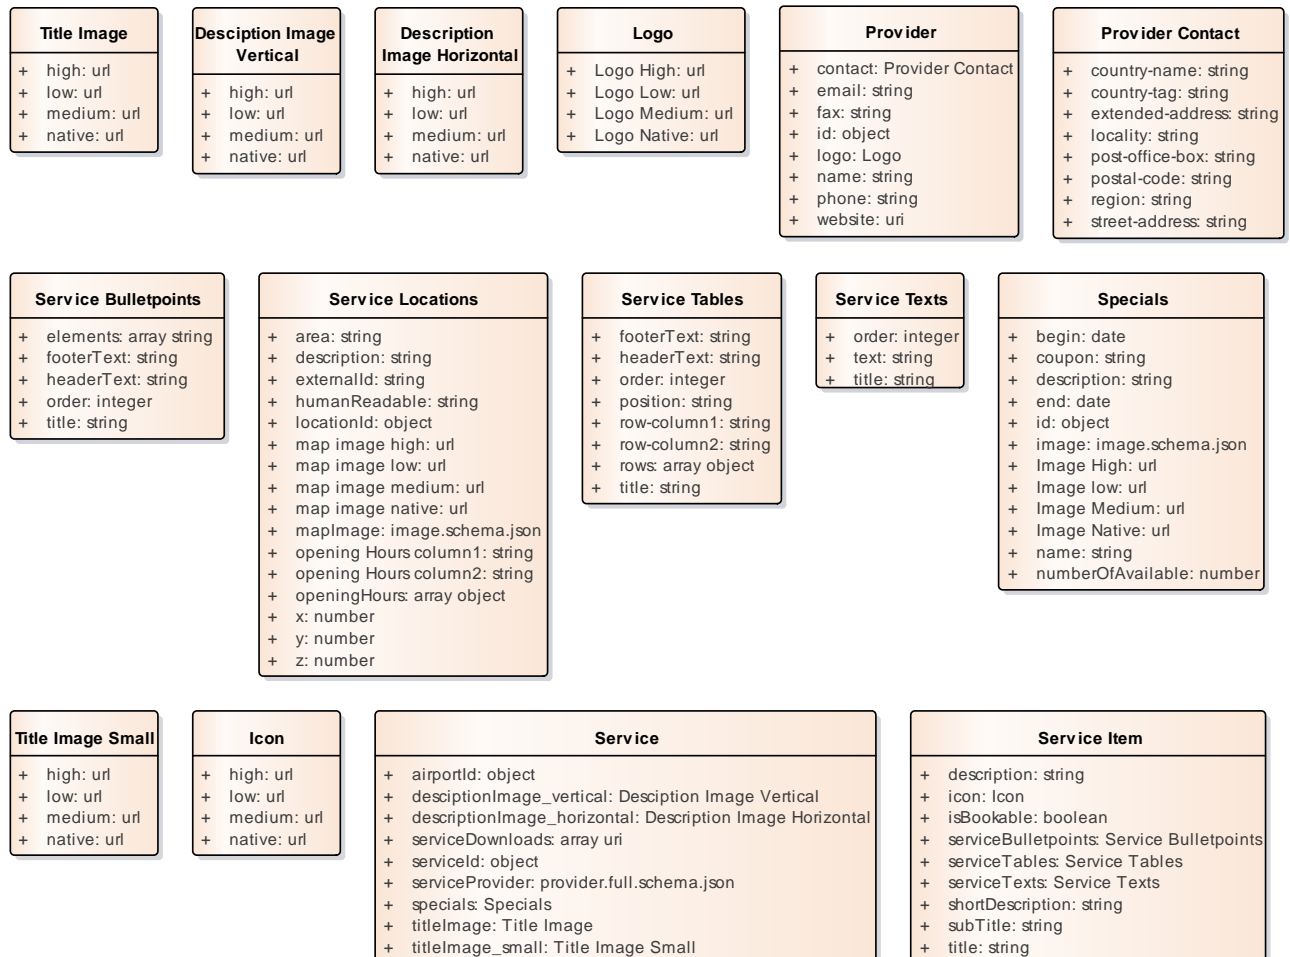 Title Image
+ high: url
+ low: url
+ medium: url
+ native: url
Desciption Image
Vertical
+ high: url
+ low: url
+ medium: url
+ native: url
Description
Image Horizontal
+ high: url
+ low: url
+ medium: url
+ native: url
Logo
+ Logo High: url
+ Logo Low: url
+ Logo Medium: url
+ Logo Native: url
Provider
+ contact: Provider Contact
+ email: string
+ fax: string
+ id: object
+ logo: Logo
+ name: string
+ phone: string
+ website: uri
Provider Contact
+ country-name: string
+ country-tag: string
+ extended-address: string
+ locality: string
+ post-office-box: string
+ postal-code: string
+ region: string
+ street-address: string
Service Bulletpoints
+ elements: array string
+ footerText: string
+ headerText: string
+ order: integer
+ title: string
Service Locations
+ area: string
+ description: string
+ externalId: string
+ humanReadable: string
+ locationId: object
+ map image high: url
+ map image low: url
+ map image medium: url
+ map image native: url
+ mapImage: image.schema.json
+ opening Hours column1: string
+ opening Hours column2: string
+ openingHours: array object
+ x: number
+ y: number
+ z: number
Service Tables
+ footerText: string
+ headerText: string
+ order: integer
+ position: string
+ row-column1: string
+ row-column2: string
+ rows: array object
+ title: string
Service Texts
+ order: integer
+ text: string
+ title: string
Specials
+ begin: date
+ coupon: string
+ description: string
+ end: date
+ id: object
+ image: image.schema.json
+ Image High: url
+ Image low: url
+ Image Medium: url
+ Image Native: url
+ name: string
+ numberOfAvailable: number
Title Image Small
+ high: url
+ low: url
+ medium: url
+ native: url
Icon
+ high: url
+ low: url
+ medium: url
+ native: url
Service
+ airportId: object
+ desciptionImage_vertical: Desciption Image Vertical
+ descriptionImage_horizontal: Description Image Horizontal
+ serviceDownloads: array uri
+ serviceId: object
+ serviceProvider: provider.full.schema.json
+ specials: Specials
+ titleImage: Title Image
+ titleImage_small: Title Image Small
Service Item
+ description: string
+ icon: Icon
+ isBookable: boolean
+ serviceBulletpoints: Service Bulletpoints
+ serviceTables: Service Tables
+ serviceTexts: Service Texts
+ shortDescription: string
+ subTitle: string
+ title: string